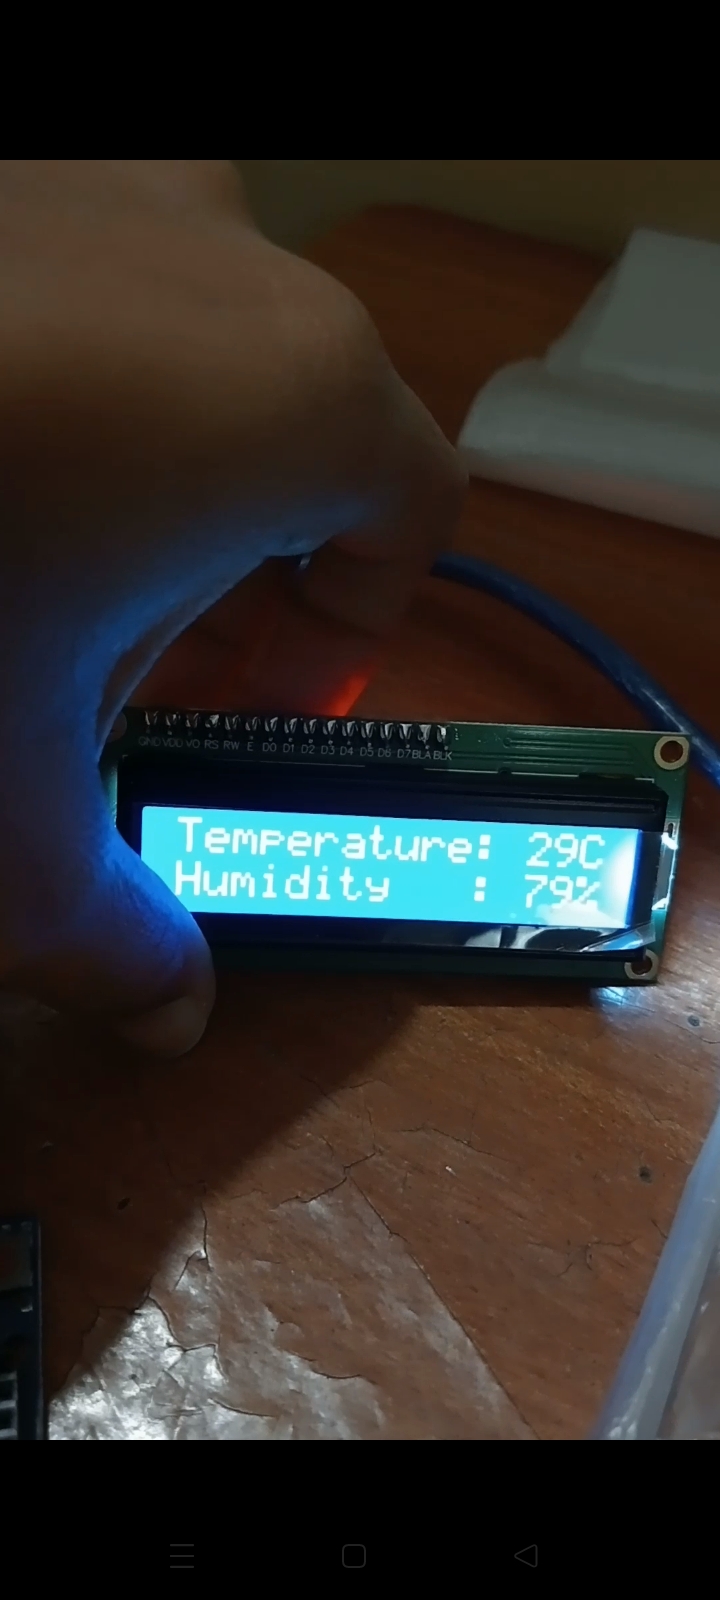 GND VDD VO RS RW E D0 D1 D2 D3 D4 D5 D6 D7 BLA BLK
Temperature: 29C
Humidity   : 79%